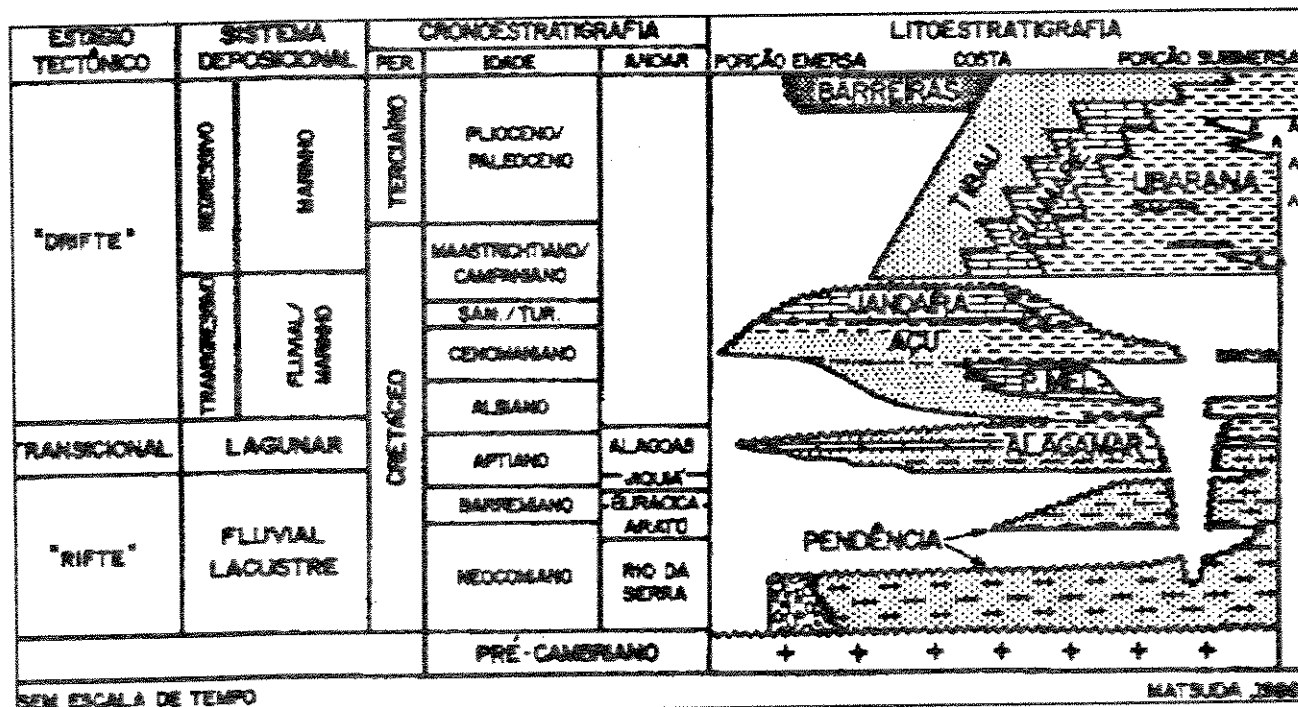 ESTÁGIO TECTÔNICO
SISTEMA DEPOSICIONAL
CRONOESTRATIGRAFIA
LITOESTRATIGRAFIA
PER.
IDADE
ANDAR
PORÇÃO EMERSA
COSTA
PORÇÃO SUBMERSA
"DRIFTE"
REGRESSIVO
MARINHO
TERCIÁRIO
PLIOCENO/
PALEOCENO
BARREIRAS
TIBAU
GUAMARÉ
UBARANA
A
A
A
A
TRANSGRESSIVO
FLUVIAL/
MARINHO
CRETÁCEO
MAASTRICHTIANO/
CAMPANIANO
SAN./TUR.
CENOMANIANO
ALBIANO
JANDAÍRA
AÇU
TRANSICIONAL
LAGUNAR
APTIANO
ALAGOAS
JIQUIÁ
ALAGAMAR
"RIFTE"
FLUVIAL
LACUSTRE
BARREMIANO
BURACICA
ARATU
NEOCOMIANO
RIO DA
SERRA
PENDÊNCIA
PRÉ-CAMBRIANO
SEM ESCALA DE TEMPO
MATSUDA